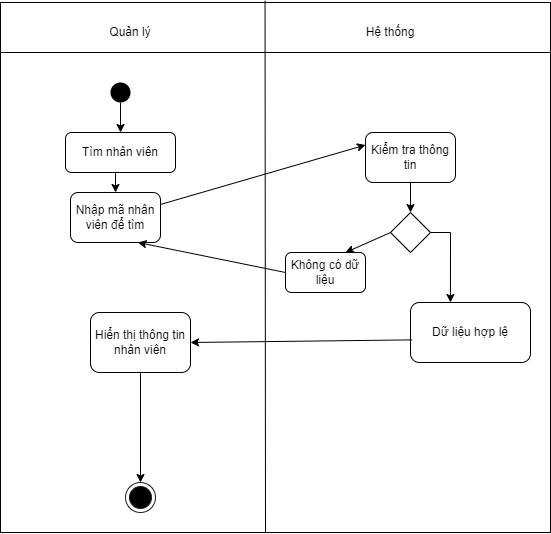 Quản lý
Hệ thống
Tìm nhân viên
Kiểm tra thông
tin
Nhập mã nhân
viên để tìm
Không có dữ
liệu
Hiển thị thông tin
nhân viên
Dữ liệu hợp lệ